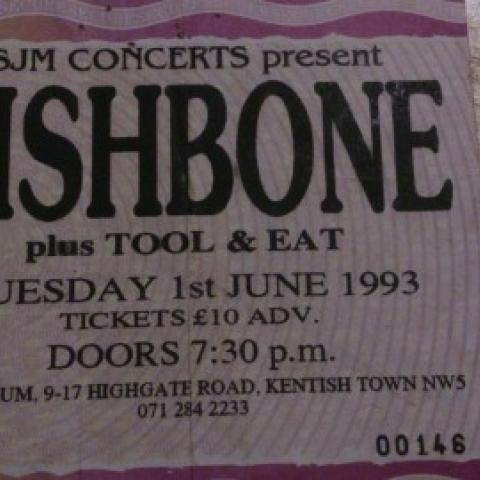 SJM CONCERTS present
ISHBONE
plus TOOL & EAT
UESDAY 1st JUNE 1993
TICKETS £10 ADV.
DOORS 7:30 p.m.
UM, 9-17 HIGHGATE ROAD, KENTISH TOWN NW5
071 284 2233
00146